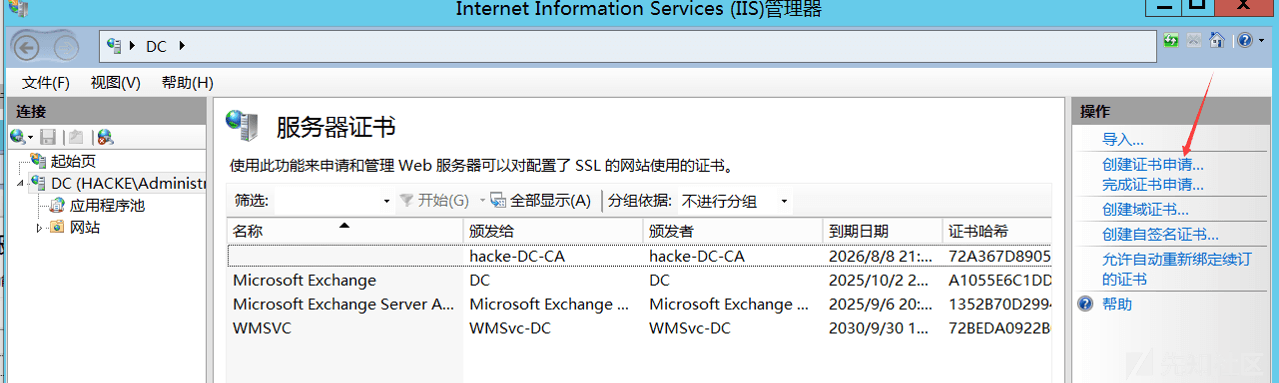 Internet Information Services (IIS)管理器
DC
文件(F) 视图(V) 帮助(H)
连接
起始页
DC (HACKE\Administr
应用程序池
网站
服务器证书
使用此功能来申请和管理 Web 服务器可以对配置了 SSL 的网站使用的证书。
筛选: 开始(G) 全部显示(A) 分组依据: 不进行分组
名称 颁发给 颁发者 到期日期 证书哈希
hacke-DC-CA hacke-DC-CA 2026/8/8 21:... 72A367D8905
Microsoft Exchange DC DC 2025/10/2 2... A1055E6C1DD
Microsoft Exchange Server A... Microsoft Exchange ... Microsoft Exchange ... 2025/9/6 20:... 1352B70D2994
WMSVC WMSvc-DC WMSvc-DC 2030/9/30 1... 72BEDA0922B
操作
导入...
创建证书申请...
完成证书申请...
创建域证书...
创建自签名证书...
允许自动重新绑定续订
的证书
帮助